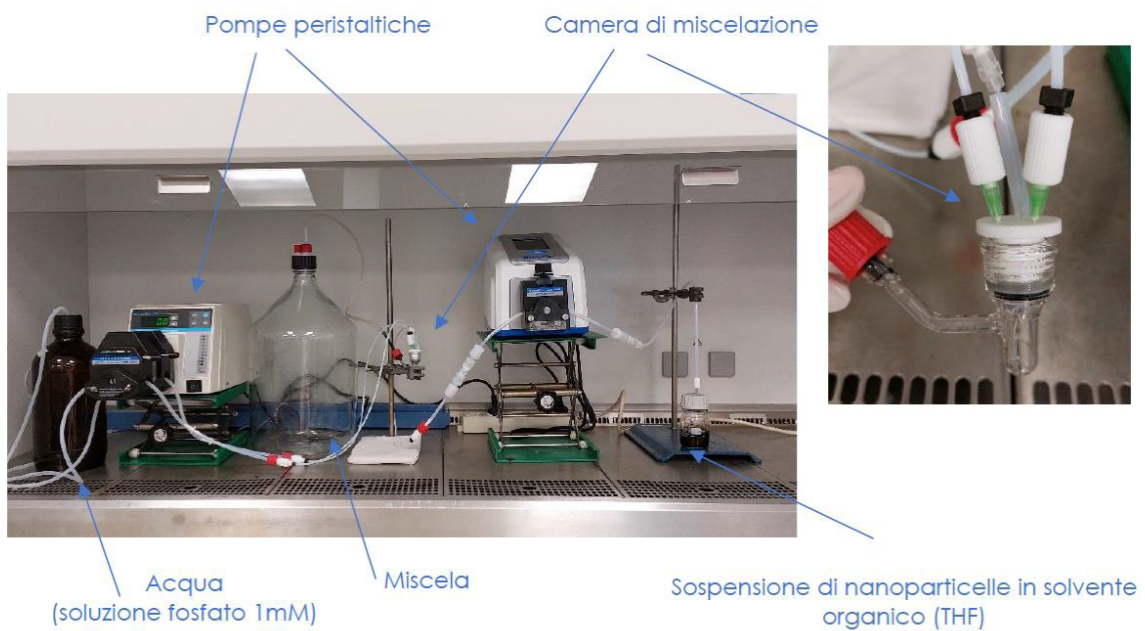 Pompe peristaltiche
Camera di miscelazione
Acqua
(soluzione fosfato 1mM)
Miscela
Sospensione di nanoparticelle in solvente
organico (THF)